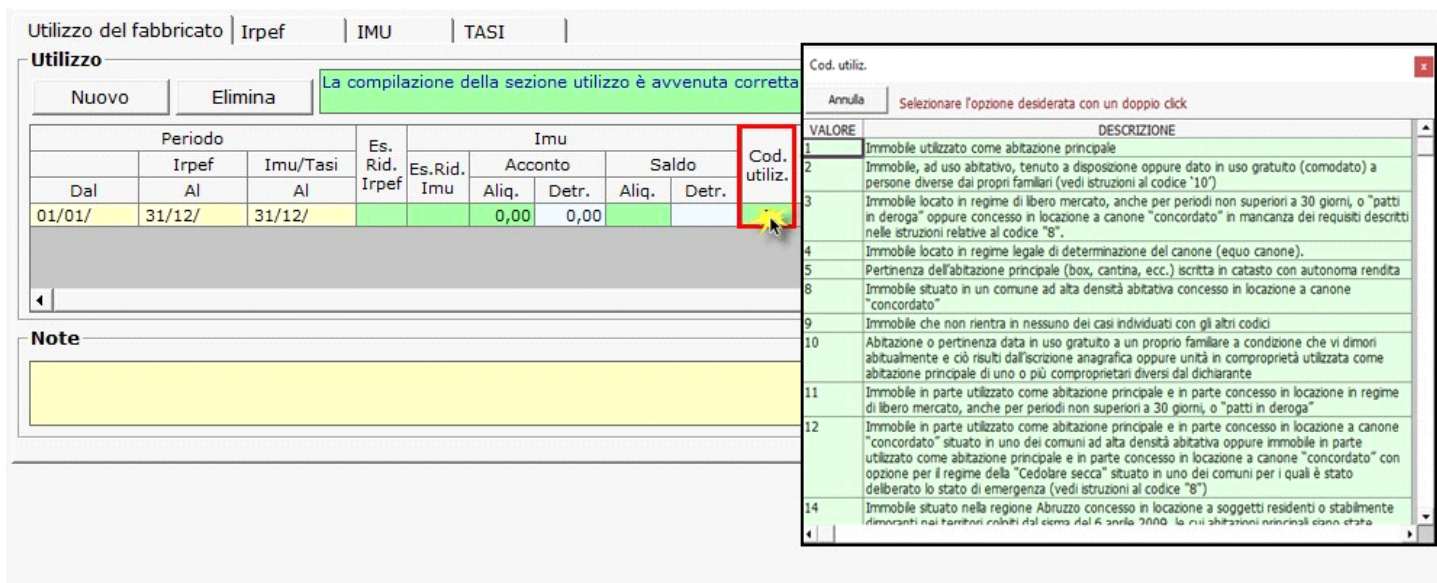 Utilizzo del fabbricato
Irpef
IMU
TASI
Utilizzo
Nuovo
Elimina
La compilazione della sezione utilizzo è avvenuta corretta
Periodo
Es.
Rid.
Irpef
Imu
Cod.
utiliz.
Irpef
Imu/Tasi
Es.Rid.
Imu
Acconto
Saldo
Dal
Al
Al
Aliq.
Detr.
Aliq.
Detr.
01/01/
31/12/
31/12/
0,00
0,00
Note
Cod. utiliz.
x
Annulla
Selezionare l'opzione desiderata con un doppio click
VALORE DESCRIZIONE
1 Immobile utilizzato come abitazione principale
2 Immobile, ad uso abitativo, tenuto a disposizione oppure dato in uso gratuito (comodato) a
persone diverse dai propri familiari (vedi istruzioni al codice '10')
3 Immobile locato in regime di libero mercato, anche per periodi non superiori a 30 giorni, o "patti
in deroga" oppure concesso in locazione a canone "concordato" in mancanza dei requisiti descritti
nelle istruzioni relative al codice "8".
4 Immobile locato in regime legale di determinazione del canone (equo canone).
5 Pertinenza dell'abitazione principale (box, cantina, ecc.) iscritta in catasto con autonoma rendita
8 Immobile situato in un comune ad alta densità abitativa concesso in locazione a canone
"concordato"
9 Immobile che non rientra in nessuno dei casi individuati con gli altri codici
10 Abitazione o pertinenza data in uso gratuito a un proprio familiare a condizione che vi dimori
abitualmente e ciò risulti dall'iscrizione anagrafica oppure unità in comproprietà utilizzata come
abitazione principale di uno o più comproprietari diversi dal dichiarante
11 Immobile in parte utilizzato come abitazione principale e in parte concesso in locazione in regime
di libero mercato, anche per periodi non superiori a 30 giorni, o "patti in deroga"
12 Immobile in parte utilizzato come abitazione principale e in parte concesso in locazione a canone
"concordato" situato in uno dei comuni ad alta densità abitativa oppure immobile in parte
utilizzato come abitazione principale e in parte concesso in locazione a canone "concordato" con
opzione per il regime della "Cedolare secca" situato in uno dei comuni per i quali è stato
deliberato lo stato di emergenza (vedi istruzioni al codice "8")
14 Immobile situato nella regione Abruzzo concesso in locazione a soggetti residenti o stabilmente
dimoranti nei territori colpiti dal sisma del 6 aprile 2009, le cui abitazioni principali siano state